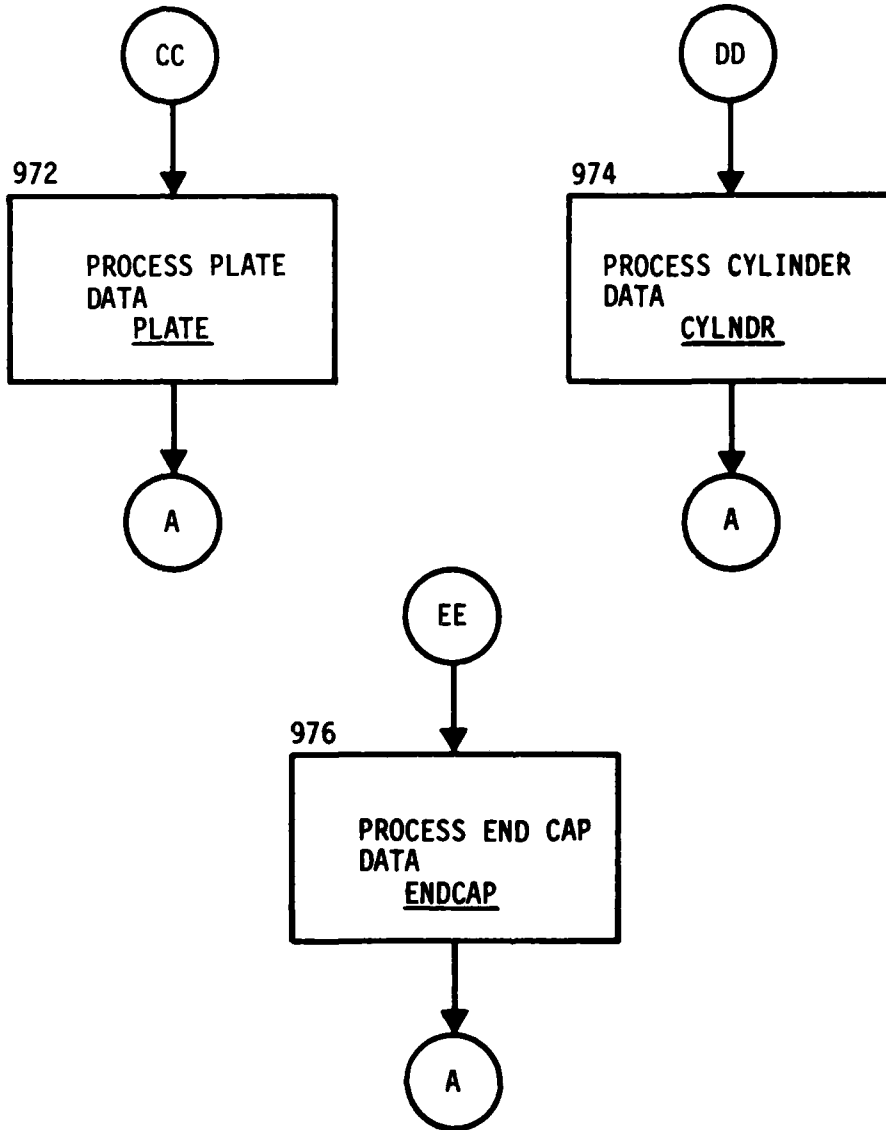 CC
972
PROCESS PLATE
DATA
PLATE
A
DD
974
PROCESS CYLINDER
DATA
CYLNDR
A
EE
976
PROCESS END CAP
DATA
ENDCAP
A